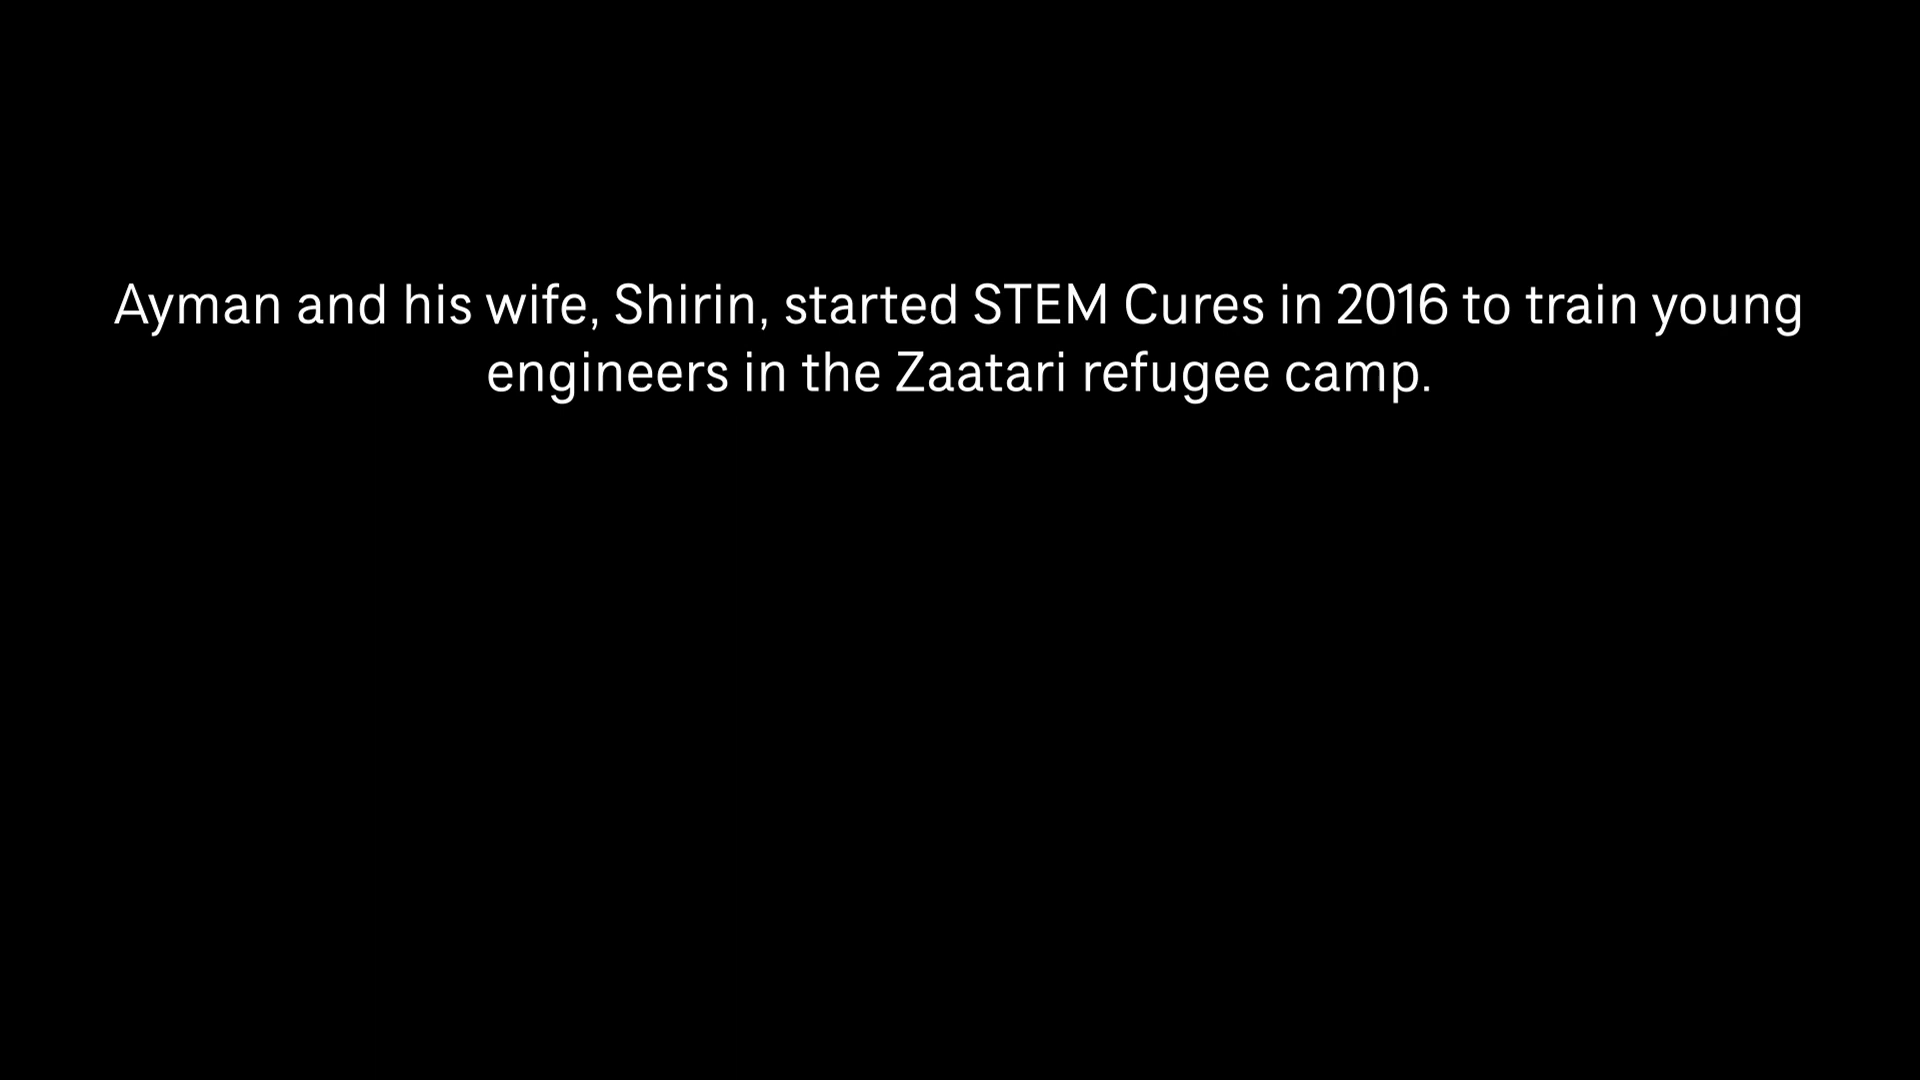 Ayman and his wife, Shirin, started STEM Cures in 2016 to train young
engineers in the Zaatari refugee camp.